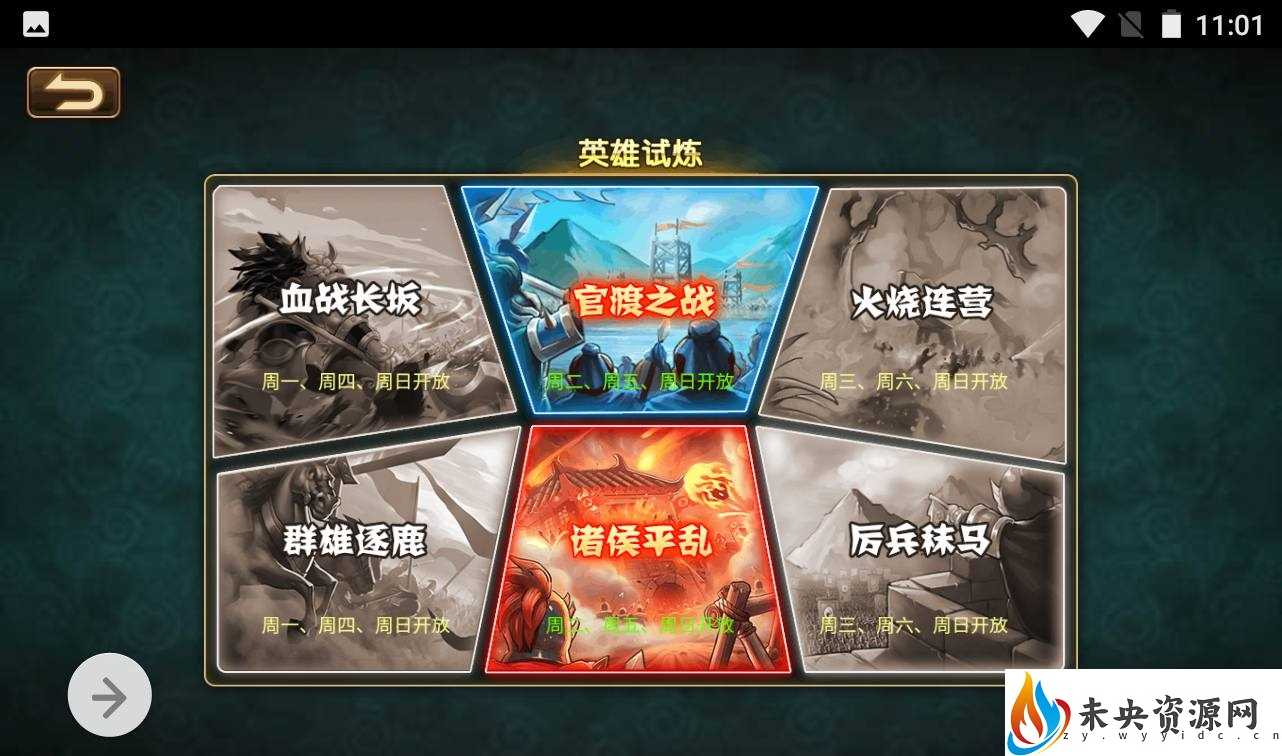 11:01
英雄试炼
血战长坂
周一、周四、周日开放
官渡之战
周二、周五、周日开放
火烧连营
周三、周六、周日开放
群雄逐鹿
周一、周四、周日开放
诸侯平乱
周二、周五、周日开放
厉兵秣马
周三、周六、周日开放
未央资源网
zy.wyyidc.cn